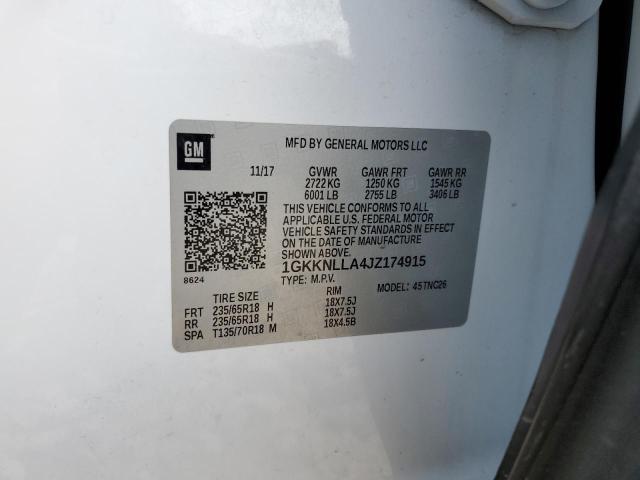 GM
MFD BY GENERAL MOTORS LLC
11/17 GVWR GAWR FRT GAWR RR
2722 KG 1250 KG 1545 KG
6001 LB 2755 LB 3406 LB
THIS VEHICLE CONFORMS TO ALL
APPLICABLE U.S. FEDERAL MOTOR
VEHICLE SAFETY STANDARDS IN
EFFECT ON THE DATE OF MANUFACTURE
SHOWN ABOVE.
1GKKNLLA4JZ174915
8624
TYPE: M.P.V. MODEL: 45TNC26
TIRE SIZE RIM
FRT 235/65R18 H 18X7.5J
RR 235/65R18 H 18X7.5J
SPA T135/70R18 M 18X4.5B